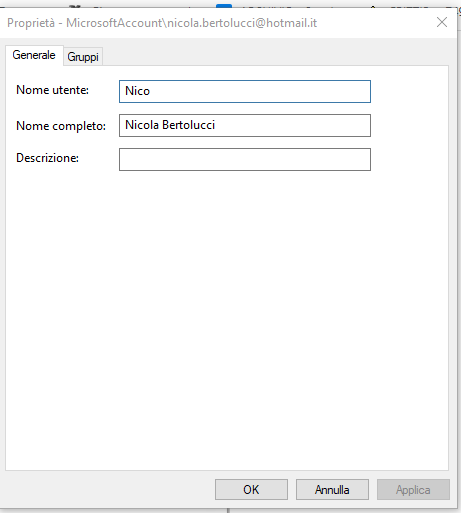 Proprietà - MicrosoftAccount\nicola.bertolucci@hotmail.it
Generale Gruppi
Nome utente: Nico
Nome completo: Nicola Bertolucci
Descrizione:
OK Annulla Applica